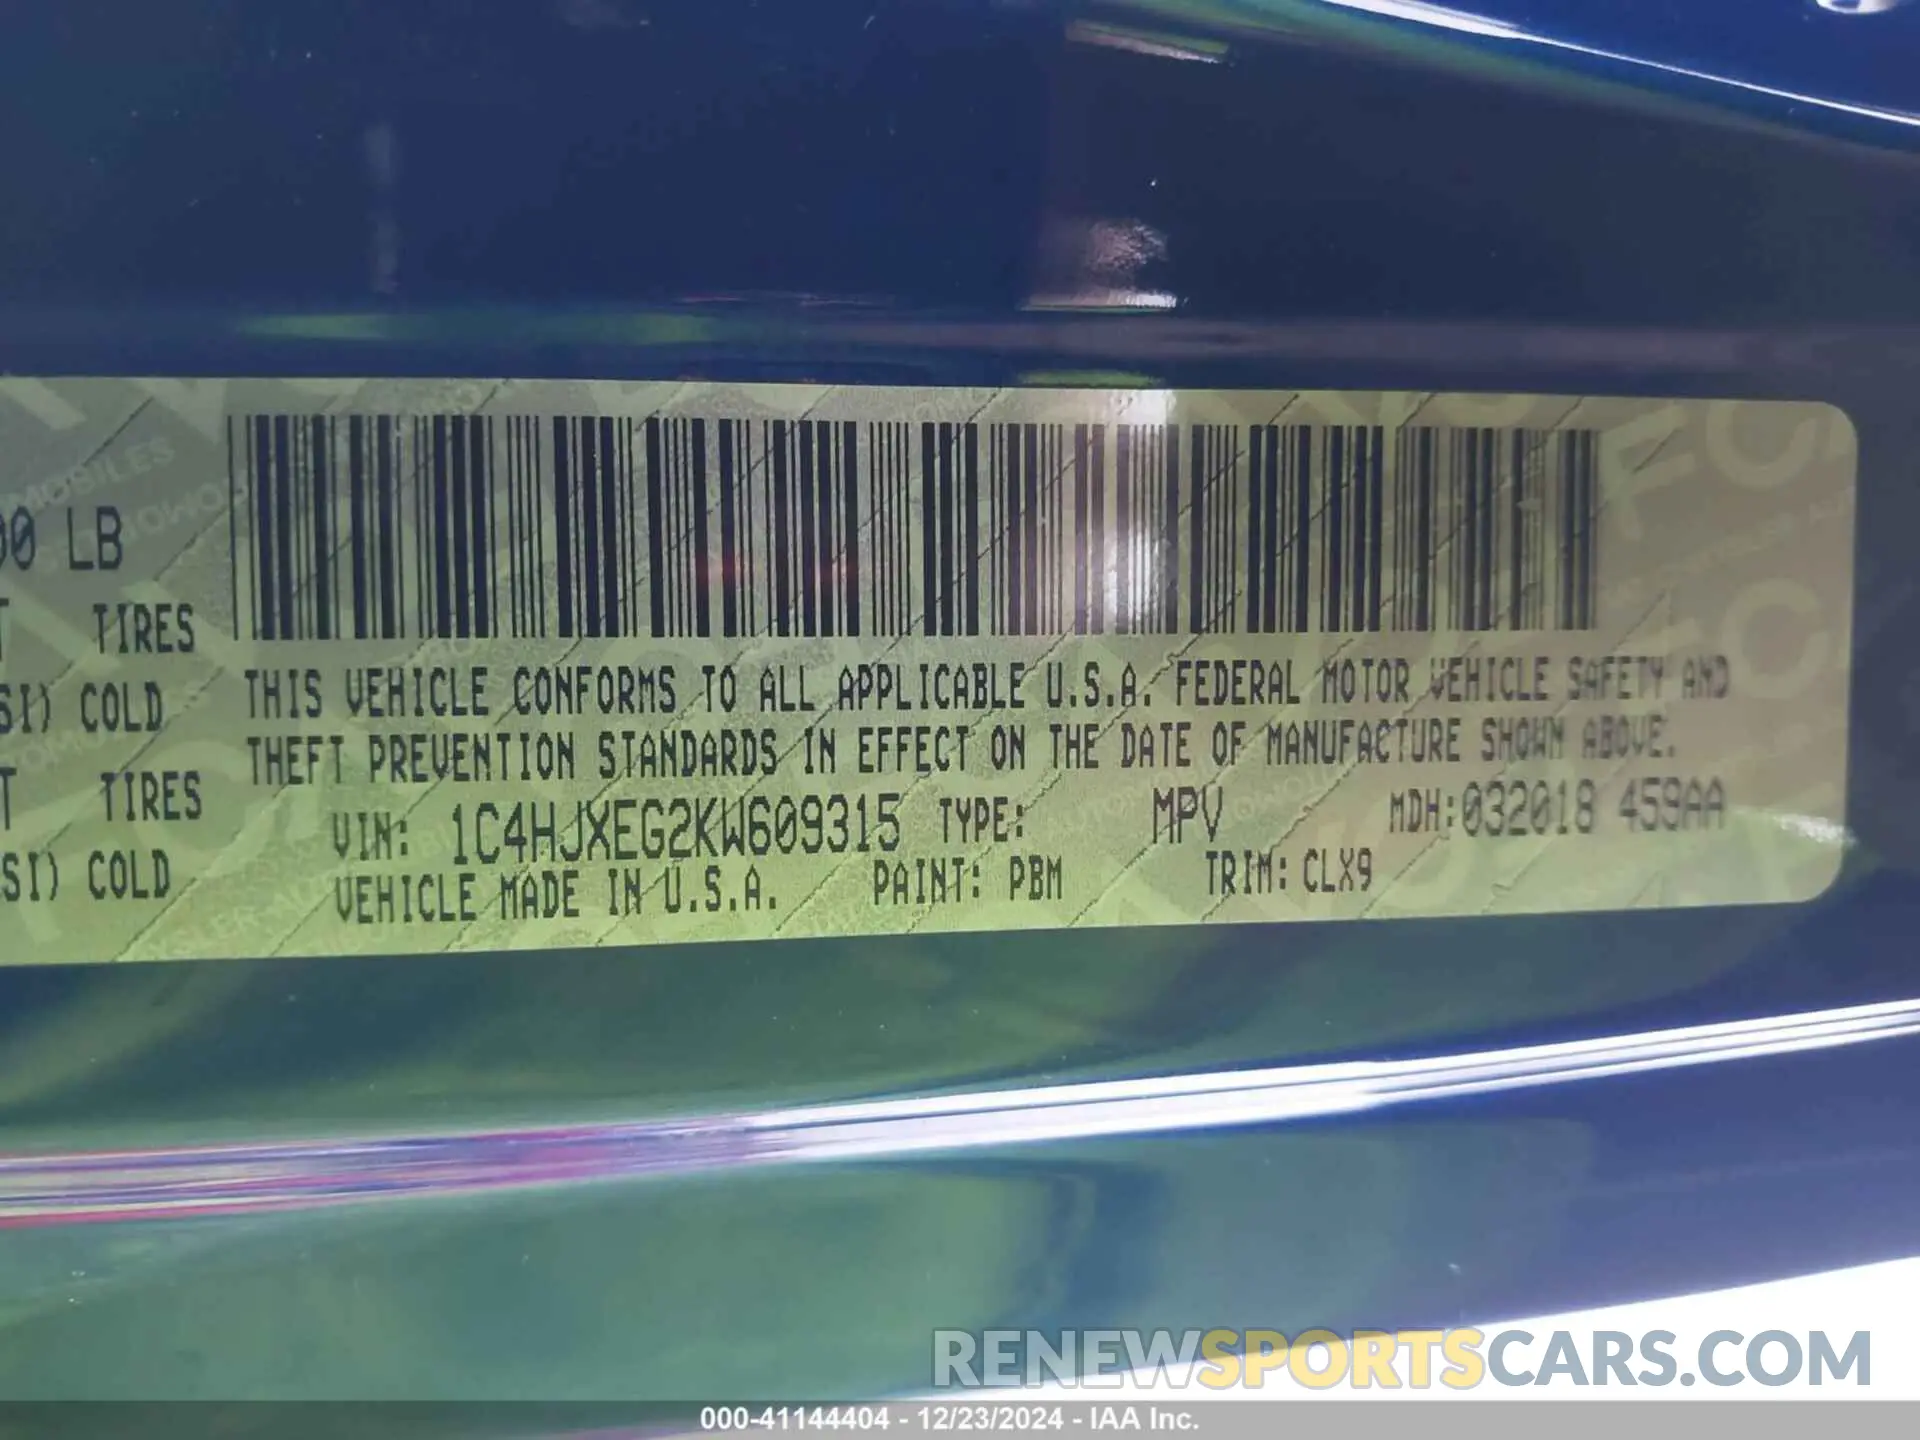 00 LB
TIRES
SI) COLD
TIRES
SI) COLD
THIS VEHICLE CONFORMS TO ALL APPLICABLE U.S.A. FEDERAL MOTOR VEHICLE SAFETY AND
THEFT PREVENTION STANDARDS IN EFFECT ON THE DATE OF MANUFACTURE SHOWN ABOVE.
VIN: 1C4HJXEG2KW609315 TYPE: MPV MDH:032018 459AA
VEHICLE MADE IN U.S.A. PAINT: PBM TRIM: CLX9
RENEWSPORTSCARS.COM
000-41144404 - 12/23/2024 - IAA Inc.